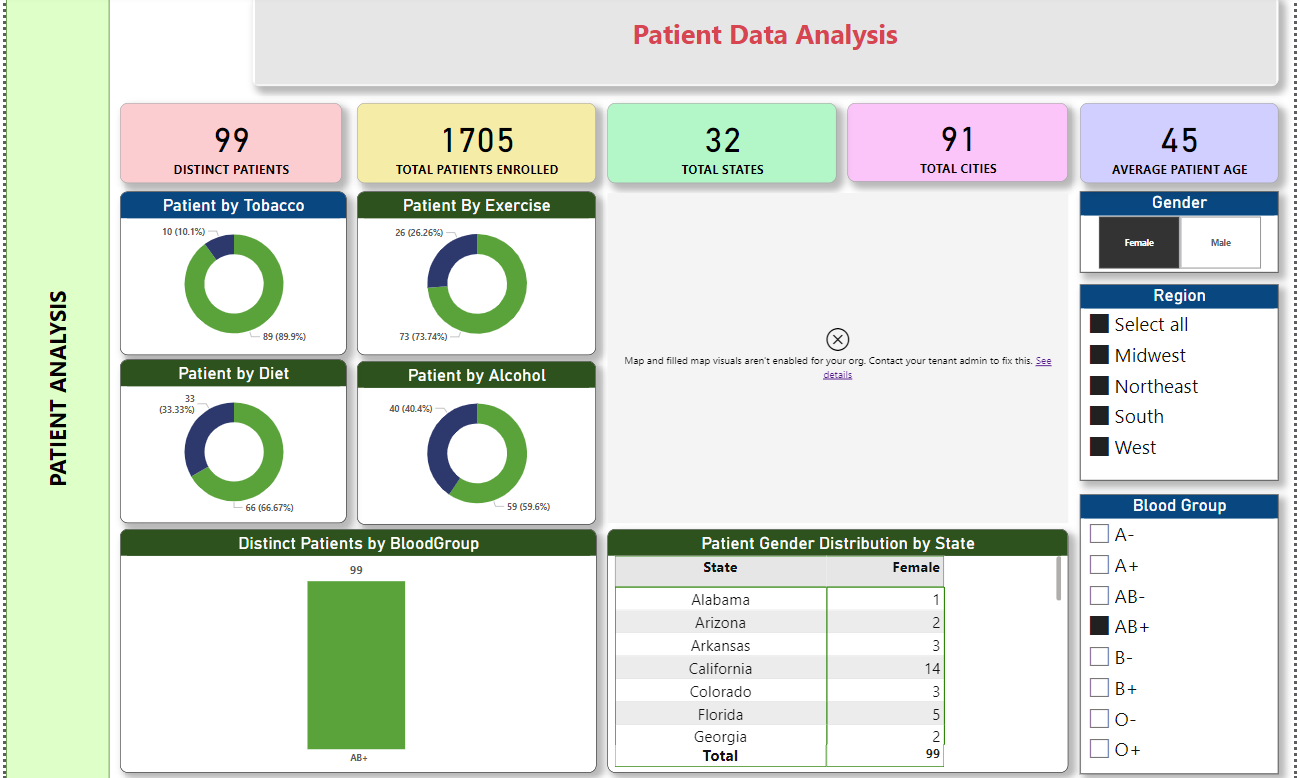 Patient Data Analysis
PATIENT ANALYSIS
99
DISTINCT PATIENTS
1705
TOTAL PATIENTS ENROLLED
32
TOTAL STATES
91
TOTAL CITIES
45
AVERAGE PATIENT AGE
Patient by Tobacco
10 (10.1%)
89 (89.9%)
Patient By Exercise
26 (26.26%)
73 (73.74%)
Patient by Diet
33
(33.33%)
66 (66.67%)
Patient by Alcohol
40 (40.4%)
59 (59.6%)
Map and filled map visuals aren't enabled for your org. Contact your tenant admin to fix this. See
details
Gender
Female Male
Region
Select all
Midwest
Northeast
South
West
Blood Group
A-
A+
AB-
AB+
B-
B+
O-
O+
Distinct Patients by BloodGroup
99
AB+
Patient Gender Distribution by State
State Female
Alabama 1
Arizona 2
Arkansas 3
California 14
Colorado 3
Florida 5
Georgia 2
Total 99